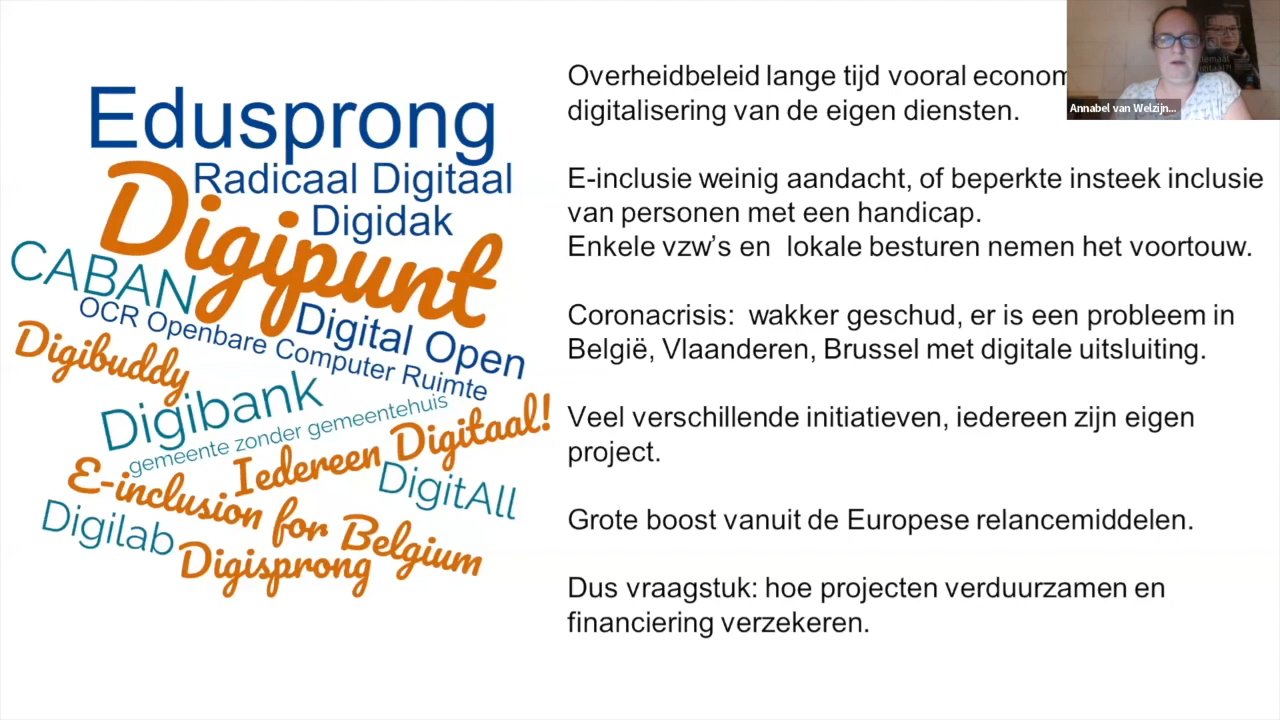 Edusprong
Radicaal Digitaal
Digidak
Digipunt
CABAN
OCR Openbare Computer Ruimte
Digital Open
Digibuddy
Digibank
gemeente zonder gemeentehuis
Iedereen Digitaal!
E-inclusion for Belgium
DigitAll
Digilab
Digisprong
Overheidbeleid lange tijd vooral
digitalisering van de eigen diensten.
E-inclusie weinig aandacht, of beperkte insteek inclusie
van personen met een handicap.
Enkele vzw’s en lokale besturen nemen het voortouw.
Coronacrisis: wakker geschud, er is een probleem in
België, Vlaanderen, Brussel met digitale uitsluiting.
Veel verschillende initiatieven, iedereen zijn eigen
project.
Grote boost vanuit de Europese relancemiddelen.
Dus vraagstuk: hoe projecten verduurzamen en
financiering verzekeren.
Annabel van Welzijn...